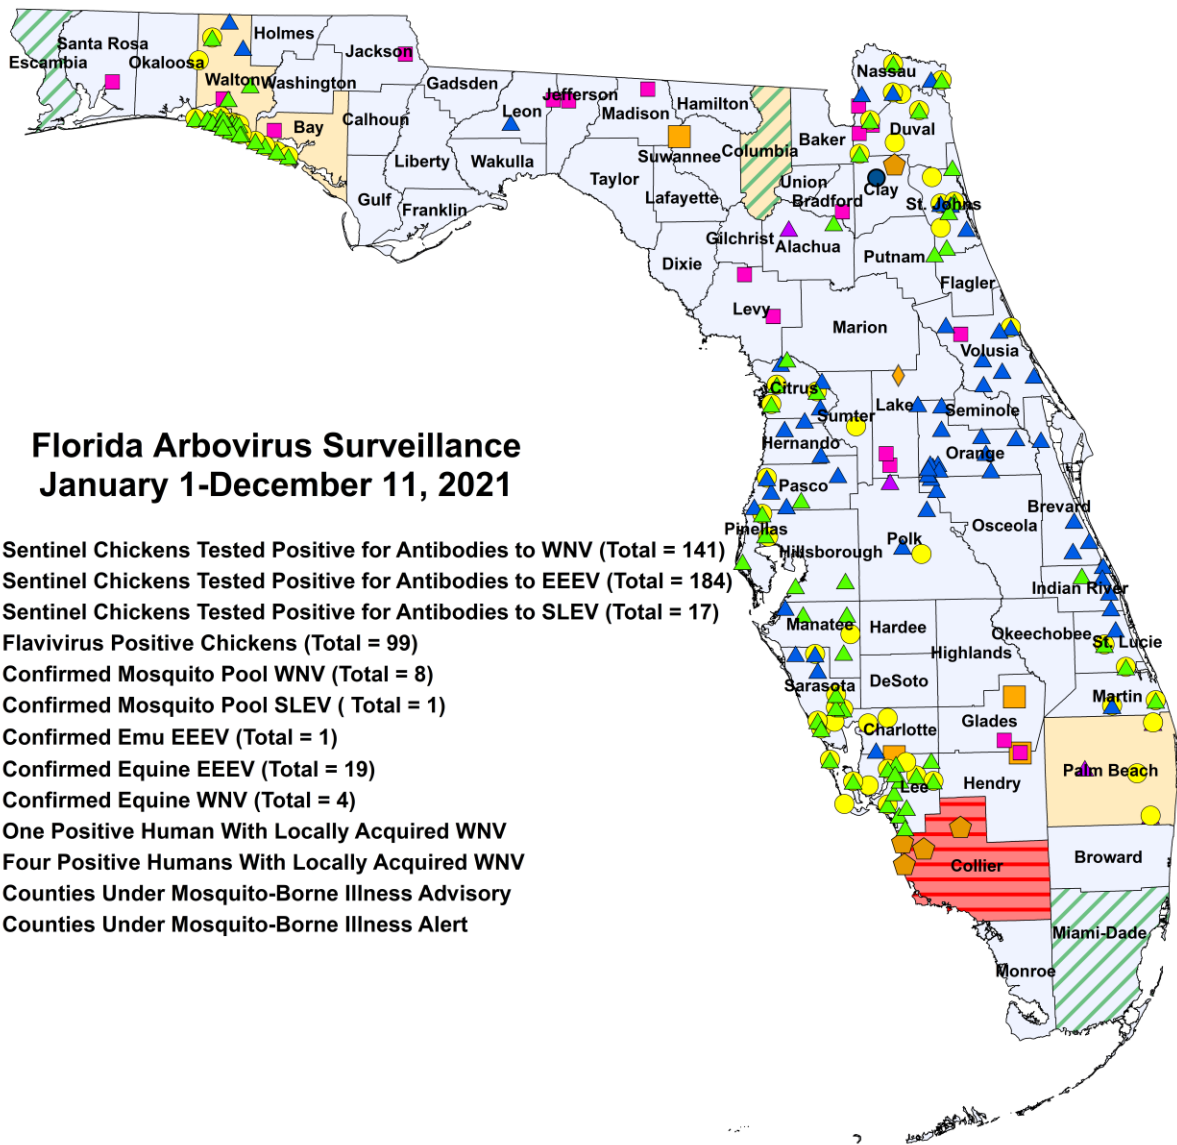 Florida Arbovirus Surveillance
January 1-December 11, 2021
Sentinel Chickens Tested Positive for Antibodies to WNV (Total = 141)
Sentinel Chickens Tested Positive for Antibodies to EEEV (Total = 184)
Sentinel Chickens Tested Positive for Antibodies to SLEV (Total = 17)
Flavivirus Positive Chickens (Total = 99)
Confirmed Mosquito Pool WNV (Total = 8)
Confirmed Mosquito Pool SLEV ( Total = 1)
Confirmed Emu EEEV (Total = 1)
Confirmed Equine EEEV (Total = 19)
Confirmed Equine WNV (Total = 4)
One Positive Human With Locally Acquired WNV
Four Positive Humans With Locally Acquired WNV
Counties Under Mosquito-Borne Illness Advisory
Counties Under Mosquito-Borne Illness Alert
Escambia
Santa Rosa
Okaloosa
Walton
Holmes
Washington
Bay
Jackson
Calhoun
Gulf
Gadsden
Liberty
Franklin
Leon
Wakulla
Jefferson
Madison
Taylor
Hamilton
Suwannee
Lafayette
Columbia
Baker
Union
Bradford
Nassau
Duval
Clay
St. Johns
Gilchrist
Alachua
Dixie
Putnam
Flagler
Levy
Marion
Volusia
Citrus
Sumter
Lake
Seminole
Hernando
Orange
Pasco
Brevard
Osceola
Pinellas
Hillsborough
Polk
Indian River
Manatee
Hardee
Okeechobee
St. Lucie
Highlands
Sarasota
DeSoto
Martin
Charlotte
Glades
Lee
Hendry
Palm Beach
Collier
Broward
Miami-Dade
Monroe